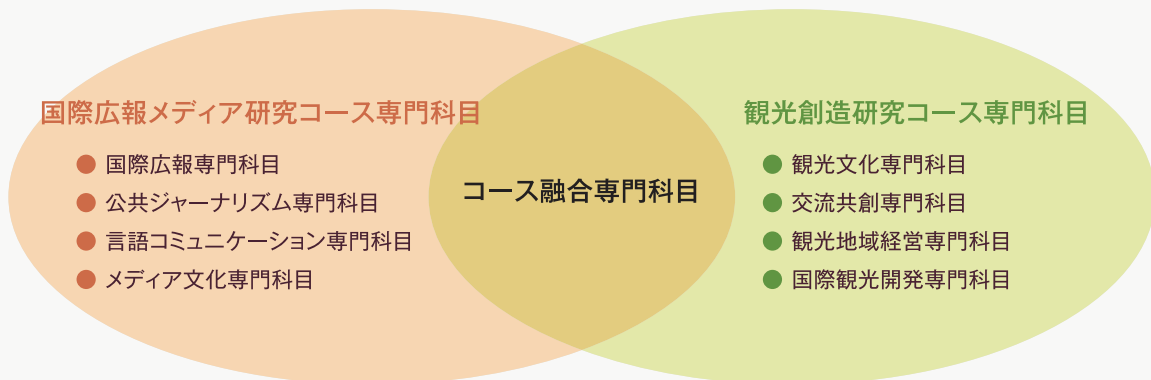 国際広報メディア研究コース専門科目
● 国際広報専門科目
● 公共ジャーナリズム専門科目
● 言語コミュニケーション専門科目
● メディア文化専門科目
コース融合専門科目
観光創造研究コース専門科目
● 観光文化専門科目
● 交流共創専門科目
● 観光地域経営専門科目
● 国際観光開発専門科目